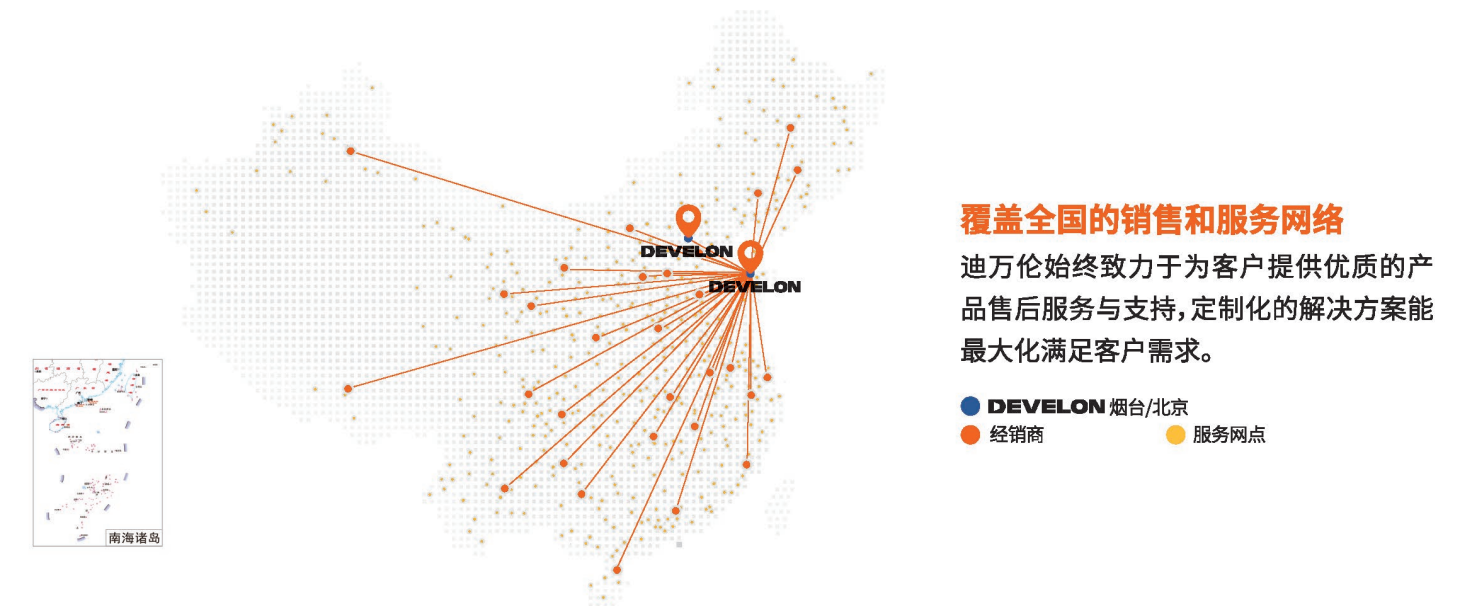 DEVELON
DEVELON
覆盖全国的销售和服务网络
迪万伦始终致力于为客户提供优质的产
品售后服务与支持，定制化的解决方案能
最大化满足客户需求。
DEVELON 烟台/北京
经销商
服务网点
南海诸岛